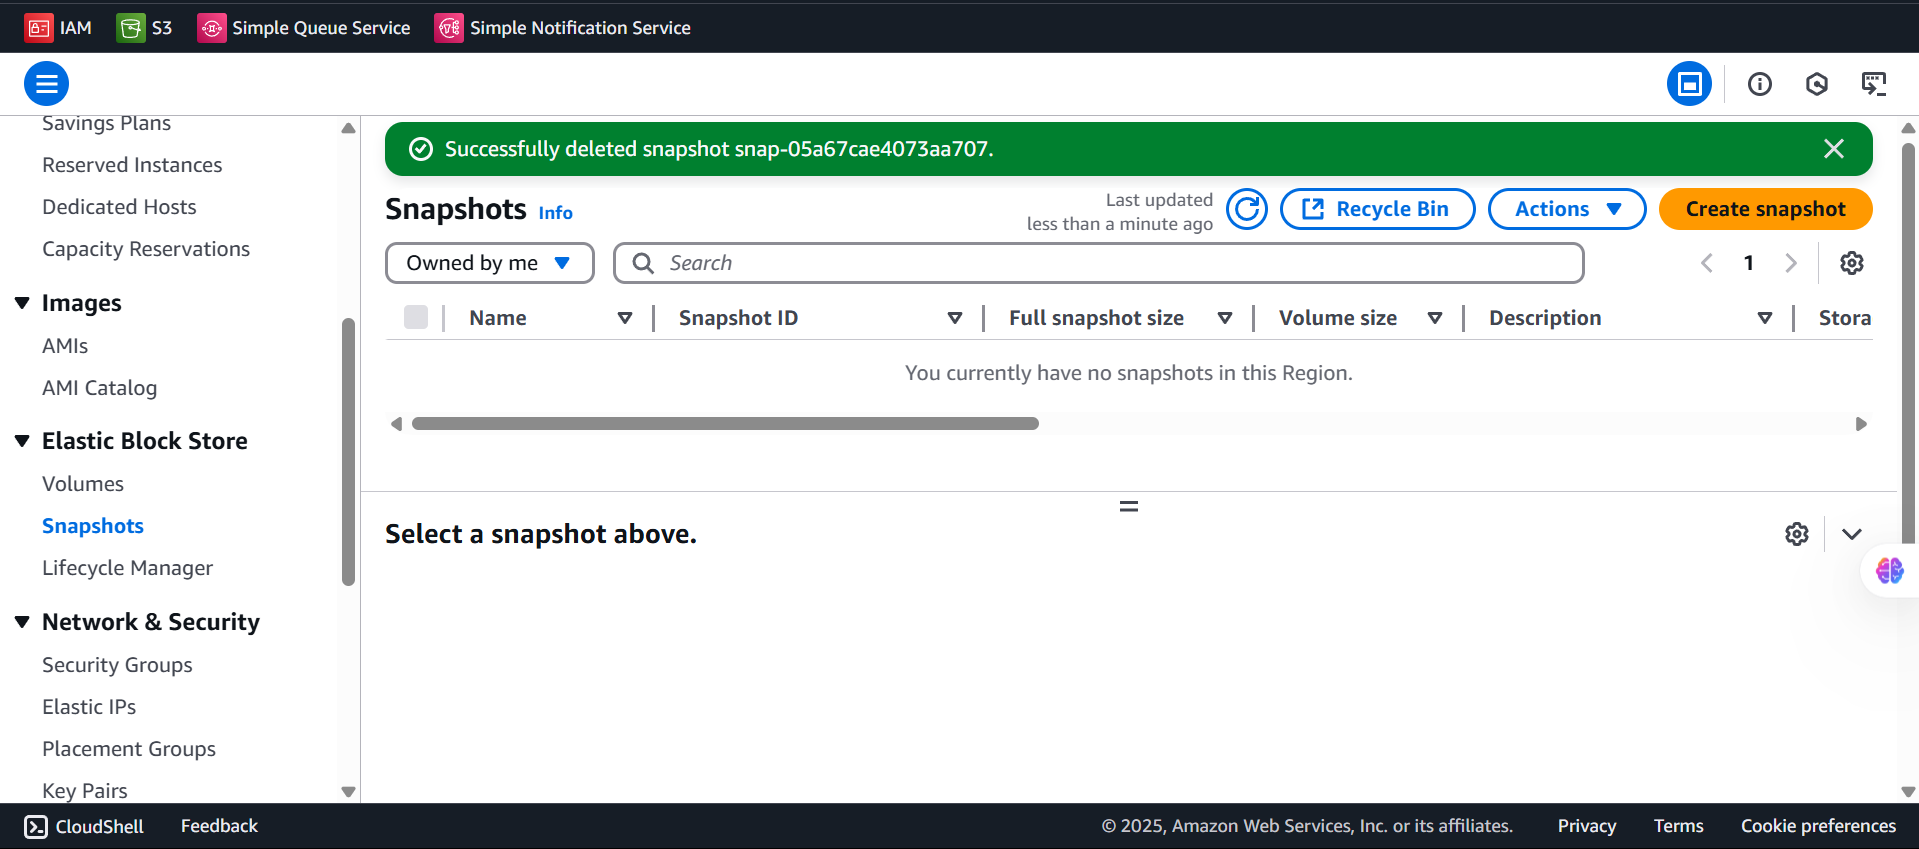 IAM
S3
Simple Queue Service
Simple Notification Service
Savings Plans
Reserved Instances
Dedicated Hosts
Capacity Reservations
Images
AMIs
AMI Catalog
Elastic Block Store
Volumes
Snapshots
Lifecycle Manager
Network & Security
Security Groups
Elastic IPs
Placement Groups
Key Pairs
Successfully deleted snapshot snap-05a67cae4073aa707.
Snapshots Info
Last updated
less than a minute ago
Recycle Bin
Actions
Create snapshot
Owned by me
Search
1
Name
Snapshot ID
Full snapshot size
Volume size
Description
Stora
You currently have no snapshots in this Region.
Select a snapshot above.
CloudShell
Feedback
© 2025, Amazon Web Services, Inc. or its affiliates.
Privacy
Terms
Cookie preferences